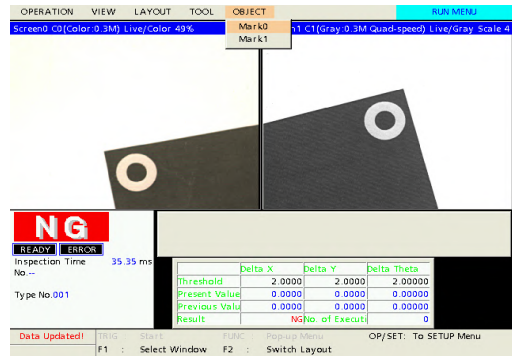 OPERATION VIEW LAYOUT TOOL OBJECT RUN MENU
Screen0 C0(Color:0.3M) Live/Color 49%
Mark0
n1 C1(Gray:0.3M Quad-speed) Live/Gray Scale 4
Mark1
NG
READY ERROR
Inspection Time 35.35 ms
No.--
Type No.001
Delta X Delta Y Delta Theta
Threshold 2.0000 2.0000 2.00000
Present Value 0.0000 0.0000 0.00000
Previous Valu 0.0000 0.0000 0.00000
Result NG No. of Executi 0
Data Updated! TRIG : Start FUNC : Pop-up Menu OP/SET: To SETUP Menu
F1 : Select Window F2 : Switch Layout